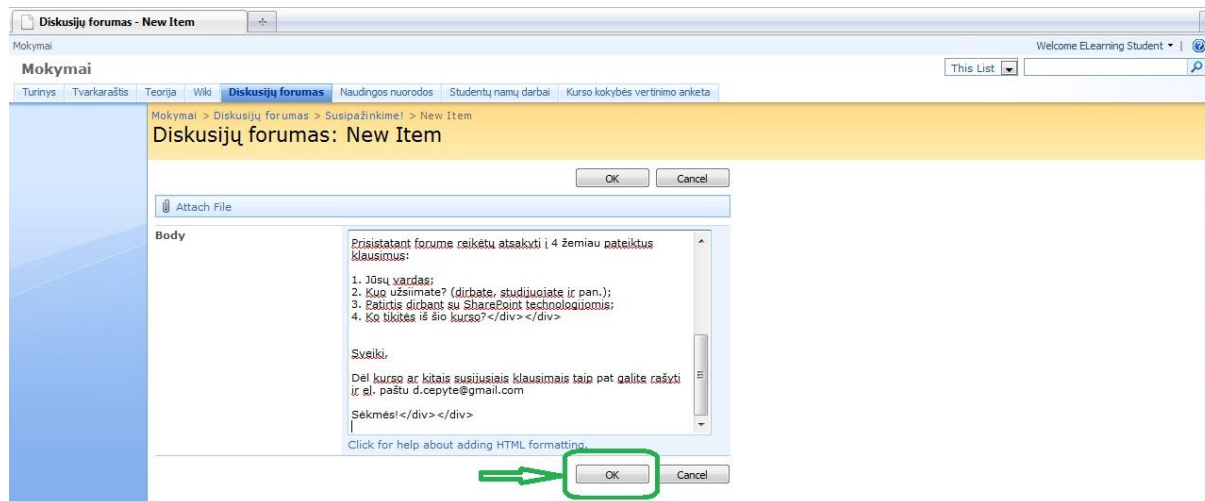 Diskusijų forumas - New Item
Mokymai
Welcome ELearning Student
Mokymai
This List
Turinys Tvarkaraštis Teorija Wiki Diskusijų forumas Naudingos nuorodos Studentų namų darbai Kurso kokybės vertinimo anketa
Mokymai > Diskusijų forumas > Susipažinkime! > New Item
Diskusijų forumas: New Item
OK Cancel
Attach File
Body
Prisistatant forume reikėtų atsakyti į 4 žemiau pateiktus
klausimus:
1. Jūsų vardas;
2. Kuo užsiimate? (dirbate, studijuojate ir pan.);
3. Patirtis dirbant su SharePoint technologijomis;
4. Ko tikitės iš šio kurso?</div></div>
Sveiki,
Dėl kurso ar kitais susijusiais klausimais taip pat galite rašyti
ir el. paštu d.cepyte@gmail.com
Sėkmės!</div></div>
Click for help about adding HTML formatting.
OK Cancel